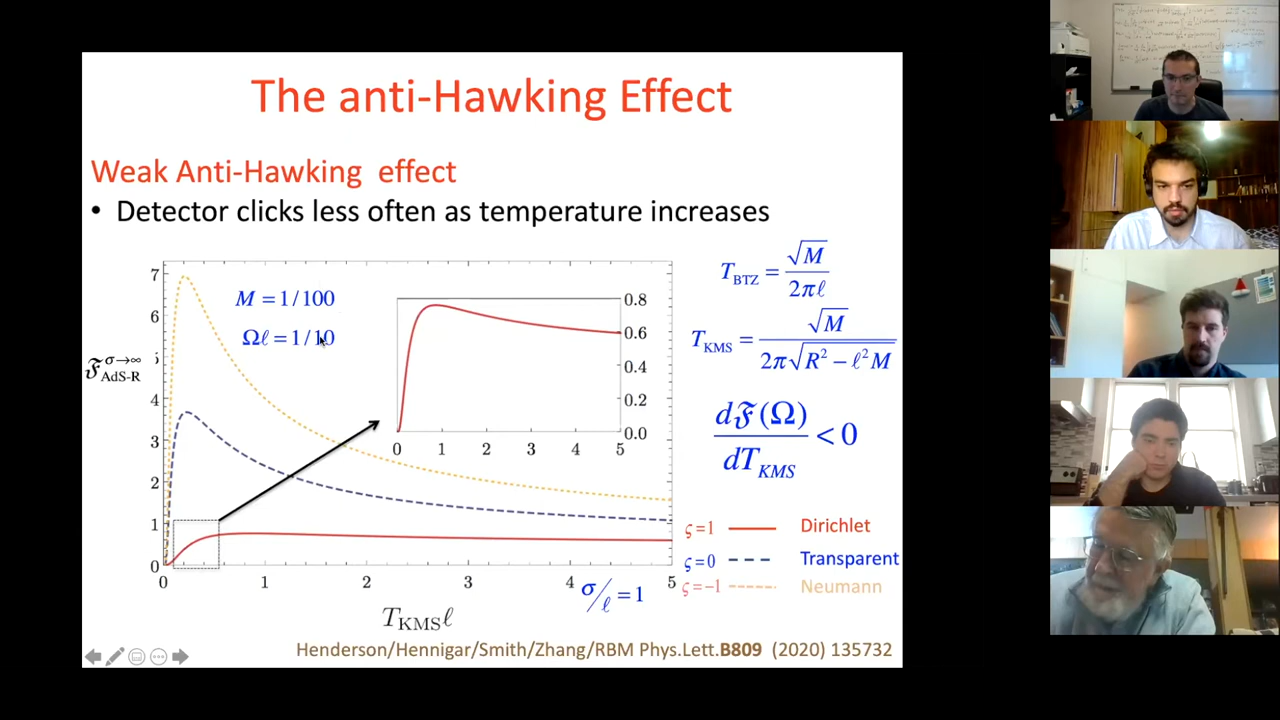 The anti-Hawking Effect
Weak Anti-Hawking effect
• Detector clicks less often as temperature increases
M = 1/100
Ωℓ = 1/10
𝔉 σ→∞ AdS-R
7
6
5
4
3
2
1
0
0 1 2 3 4 5
0.8
0.6
0.4
0.2
0.0
0 1 2 3 4 5
T_KMS ℓ
σ/ℓ = 1
T_BTZ = √M / 2πℓ
T_KMS = √M / 2π√(R² − ℓ²M)
d𝔉(Ω) / dT_KMS < 0
ς=1 Dirichlet
ς=0 Transparent
ς=−1 Neumann
Henderson/Hennigar/Smith/Zhang/RBM Phys.Lett.B809 (2020) 135732